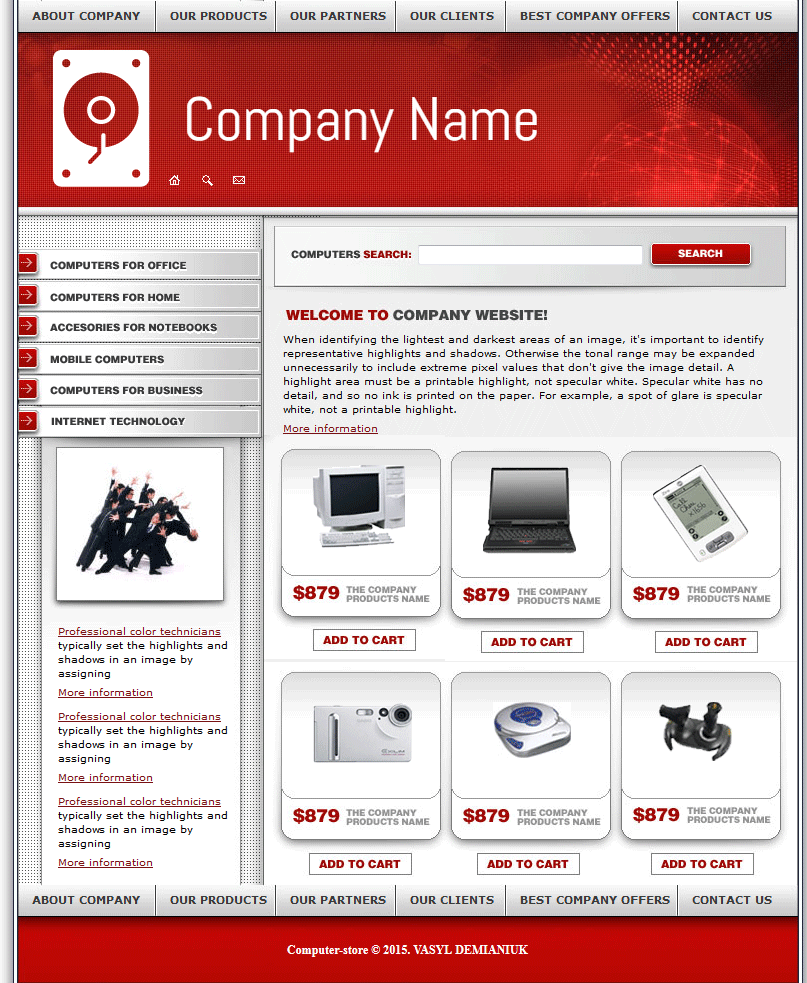 ABOUT COMPANY OUR PRODUCTS OUR PARTNERS OUR CLIENTS BEST COMPANY OFFERS CONTACT US
Company Name
COMPUTERS FOR OFFICE
COMPUTERS FOR HOME
ACCESORIES FOR NOTEBOOKS
MOBILE COMPUTERS
COMPUTERS FOR BUSINESS
INTERNET TECHNOLOGY
Professional color technicians
typically set the highlights and
shadows in an image by
assigning
More information
Professional color technicians
typically set the highlights and
shadows in an image by
assigning
More information
Professional color technicians
typically set the highlights and
shadows in an image by
assigning
More information
COMPUTERS SEARCH: SEARCH
WELCOME TO COMPANY WEBSITE!
When identifying the lightest and darkest areas of an image, it's important to identify
representative highlights and shadows. Otherwise the tonal range may be expanded
unnecessarily to include extreme pixel values that don't give the image detail. A
highlight area must be a printable highlight, not specular white. Specular white has no
detail, and so no ink is printed on the paper. For example, a spot of glare is specular
white, not a printable highlight.
More information
$879 THE COMPANY
PRODUCTS NAME
ADD TO CART
$879 THE COMPANY
PRODUCTS NAME
ADD TO CART
$879 THE COMPANY
PRODUCTS NAME
ADD TO CART
$879 THE COMPANY
PRODUCTS NAME
ADD TO CART
$879 THE COMPANY
PRODUCTS NAME
ADD TO CART
$879 THE COMPANY
PRODUCTS NAME
ADD TO CART
ABOUT COMPANY OUR PRODUCTS OUR PARTNERS OUR CLIENTS BEST COMPANY OFFERS CONTACT US
Computer-store © 2015. VASYL DEMIANIUK